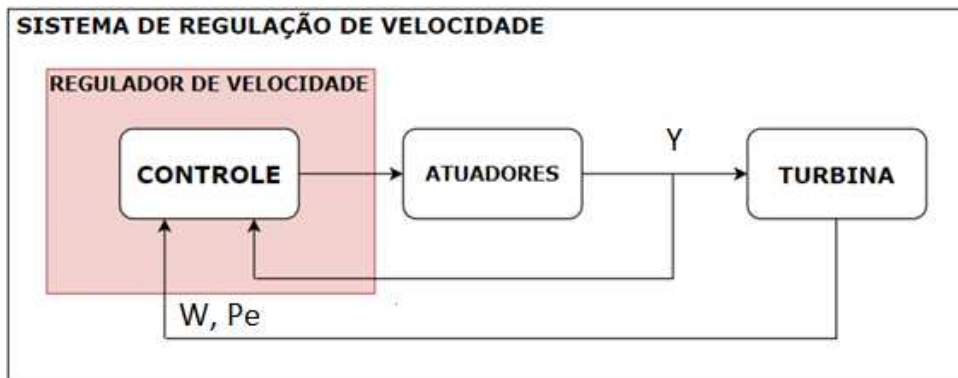 SISTEMA DE REGULAÇÃO DE VELOCIDADE
REGULADOR DE VELOCIDADE
CONTROLE
ATUADORES
Y
TURBINA
W, Pe